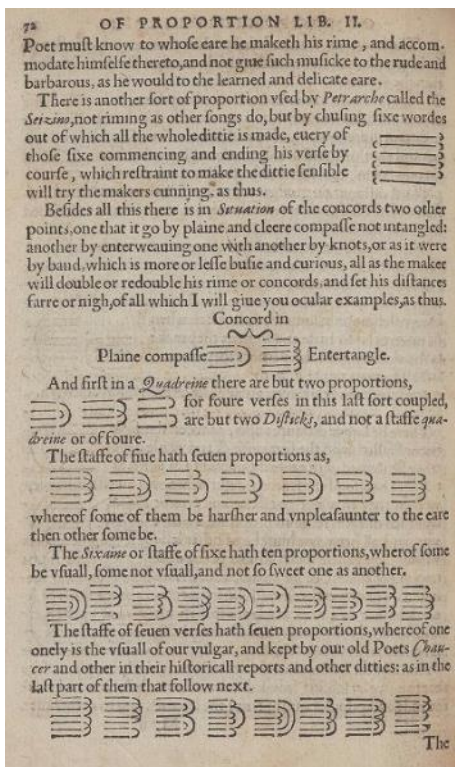 72 OF PROPORTION LIB. II.
Poet muſt know to whoſe eare he maketh his rime, and accom-
modate himſelfe thereto, and not giue ſuch muſicke to the rude and
barbarous, as he would to the learned and delicate eare.
There is another ſort of proportion vſed by Petrarche called the
Seizino, not riming as other ſongs do, but by chuſing ſixe wordes
out of which all the whole dittie is made, euery of
thoſe ſixe commencing and ending his verſe by
courſe, which reſtraint to make the dittie ſenſible
will try the makers cunning. as thus.
Beſides all this there is in Situation of the concords two other
points, one that it go by plaine and cleere compaſſe not intangled:
another by enterweauing one with another by knots, or as it were
by band, which is more or leſſe buſie and curious, all as the maker
will double or redouble his rime or concords, and ſet his diſtances
farre or nigh, of all which I will giue you ocular examples, as thus.
Concord in
Plaine compaſſe Entertangle.
And firſt in a Quadreine there are but two proportions,
for foure verſes in this laſt ſort coupled,
are but two Diſticks, and not a ſtaffe qua-
dreine or of foure.
The ſtaffe of fiue hath ſeuen proportions as,
whereof ſome of them be harſher and vnpleaſaunter to the eare
then other ſome be.
The Sixaine or ſtaffe of ſixe hath ten proportions, wherof ſome
be vſuall, ſome not vſuall, and not ſo ſweet one as another.
The ſtaffe of ſeuen verſes hath ſeuen proportions, whereof one
onely is the vſuall of our vulgar, and kept by our old Poets Chau-
cer and other in their hiſtoricall reports and other ditties: as in the
laſt part of them that follow next.
The